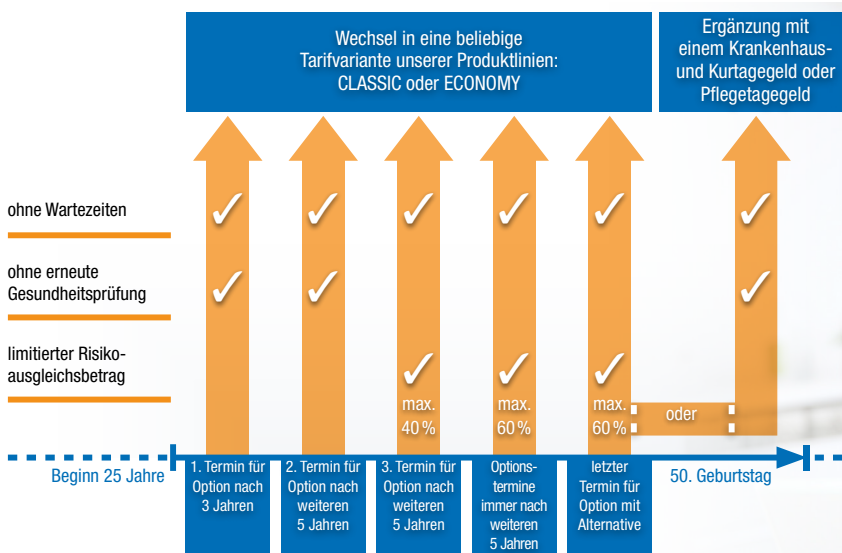 Wechsel in eine beliebige
Tarifvariante unserer Produktlinien:
CLASSIC oder ECONOMY
Ergänzung mit
einem Krankenhaus-
und Kurtagegeld oder
Pflegetagegeld
ohne Wartezeiten
ohne erneute
Gesundheitsprüfung
limitierter Risiko-
ausgleichsbetrag
max.
40 %
max.
60 %
max.
60 %
oder
Beginn 25 Jahre
1. Termin für
Option nach
3 Jahren
2. Termin für
Option nach
weiteren
5 Jahren
3. Termin für
Option nach
weiteren
5 Jahren
Options-
termine
immer nach
weiteren
5 Jahren
letzter
Termin für
Option mit
Alternative
50. Geburtstag